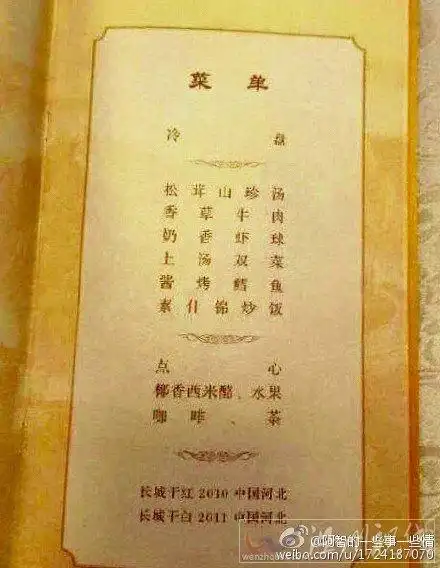 菜单
冷盘
松茸山珍汤
香草牛肉
奶香虾球
上汤双菜
酱烤鳕鱼
素什锦炒饭
点心
椰香西米酪、水果
咖啡、茶
长城干红 2010 中国河北
长城干白 2011 中国河北
@阿智的一些事一些情
weibo.com/u/1724187070